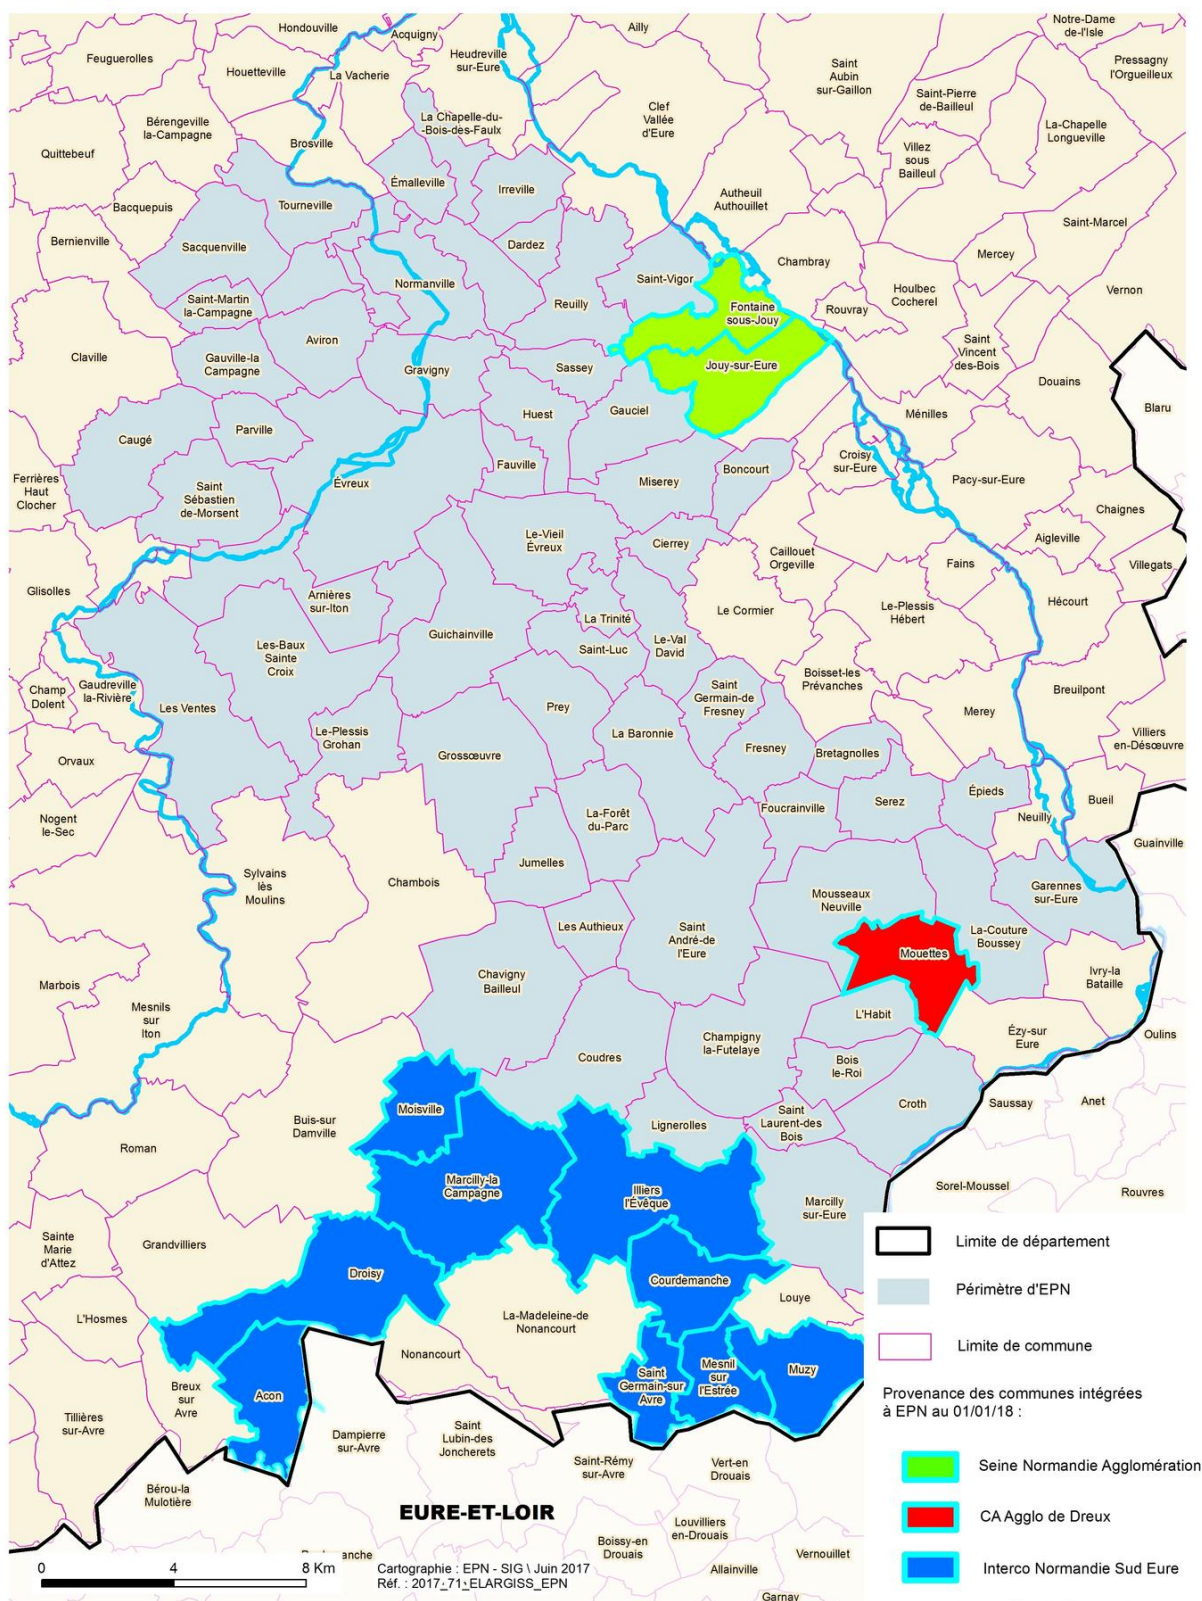 Hondouville
Acquigny
Ailly
Notre-Dame
de-l'Isle
Feuguerolles
Houetteville
La Vacherie
Heudreville
sur-Eure
Saint
Aubin
sur-Gaillon
Pressagny
l'Orgueilleux
Saint-Pierre
de-Bailleul
Bérengeville
la-Campagne
La Chapelle-du-
-Bois-des-Faulx
Clef
Vallée
d'Eure
La-Chapelle
Longueville
Quittebeuf
Brosville
Villez
sous
Bailleul
Émalleville
Irreville
Bacquepuis
Tourneville
Autheuil
Authouillet
Saint-Marcel
Bernienville
Sacquenville
Dardez
Chambray
Mercey
Normanville
Saint-Vigor
Houlbec
Cocherel
Vernon
Saint-Martin
la-Campagne
Reuilly
Fontaine
sous-Jouy
Rouvray
Claville
Aviron
Saint
Vincent
des-Bois
Gauville-la
Campagne
Gravigny
Sassey
Jouy-sur-Eure
Douains
Blaru
Huest
Gauciel
Ménilles
Caugé
Parville
Fauville
Croisy
sur-Eure
Ferrières
Haut
Clocher
Saint
Sébastien
de-Morsent
Évreux
Miserey
Boncourt
Pacy-sur-Eure
Chaignes
Le-Vieil
Évreux
Cierrey
Aigleville
Caillouet
Orgeville
Fains
Villegats
Glisolles
Arnières
sur-Iton
Hécourt
Le Cormier
Le-Plessis
Hébert
La Trinité
Guichainville
Les-Baux
Sainte
Croix
Saint-Luc
Le-Val
David
Boisset-les
Prévanches
Champ
Dolent
Gaudreville
la-Rivière
Saint
Germain-de
Fresney
Breuilpont
Les Ventes
Prey
Merey
Le-Plessis
Grohan
La Baronnie
Villiers
en-Désœuvre
Orvaux
Grossœuvre
Fresney
Bretagnolles
Épieds
Bueil
Nogent
le-Sec
La-Forêt
du-Parc
Foucrainville
Serez
Neuilly
Guainville
Sylvains
lès
Moulins
Chambois
Jumelles
Mousseaux
Neuville
Garennes
sur-Eure
Les Authieux
Saint
André-de
l'Eure
La-Couture
Boussey
Mouettes
Marbois
Chavigny
Bailleul
Ivry-la
Bataille
Mesnils
sur
Iton
L'Habit
Ézy-sur
Eure
Oulins
Champigny
la-Futelaye
Coudres
Bois
le-Roi
Moisville
Croth
Saussay
Anet
Buis-sur
Damville
Lignerolles
Saint
Laurent-des
Bois
Roman
Marcilly-la
Campagne
Illiers
l'Évêque
Sorel-Moussel
Rouvres
Marcilly
sur-Eure
Sainte
Marie
d'Attez
Grandvilliers
Droisy
Courdemanche
Louye
L'Hosmes
La-Madeleine-de
Nonancourt
Nonancourt
Saint
Germain-sur
Avre
Mesnil
sur
l'Estrée
Muzy
Breux
sur
Avre
Acon
Tillières
sur-Avre
Dampierre
sur-Avre
Saint
Lubin-des
Joncherets
Saint-Rémy
sur-Avre
Vert-en
Drouais
Bérou-la
Mulotière
EURE-ET-LOIR
Louvilliers
en-Drouais
Boissy-en
Drouais
Allainville
Vernouillet
Garnay
Limite de département
Périmètre d'EPN
Limite de commune
Provenance des communes intégrées
à EPN au 01/01/18 :
Seine Normandie Agglomération
CA Agglo de Dreux
Interco Normandie Sud Eure
0 4 8 Km
Cartographie : EPN - SIG \ Juin 2017
Réf. : 2017_71_ELARGISS_EPN